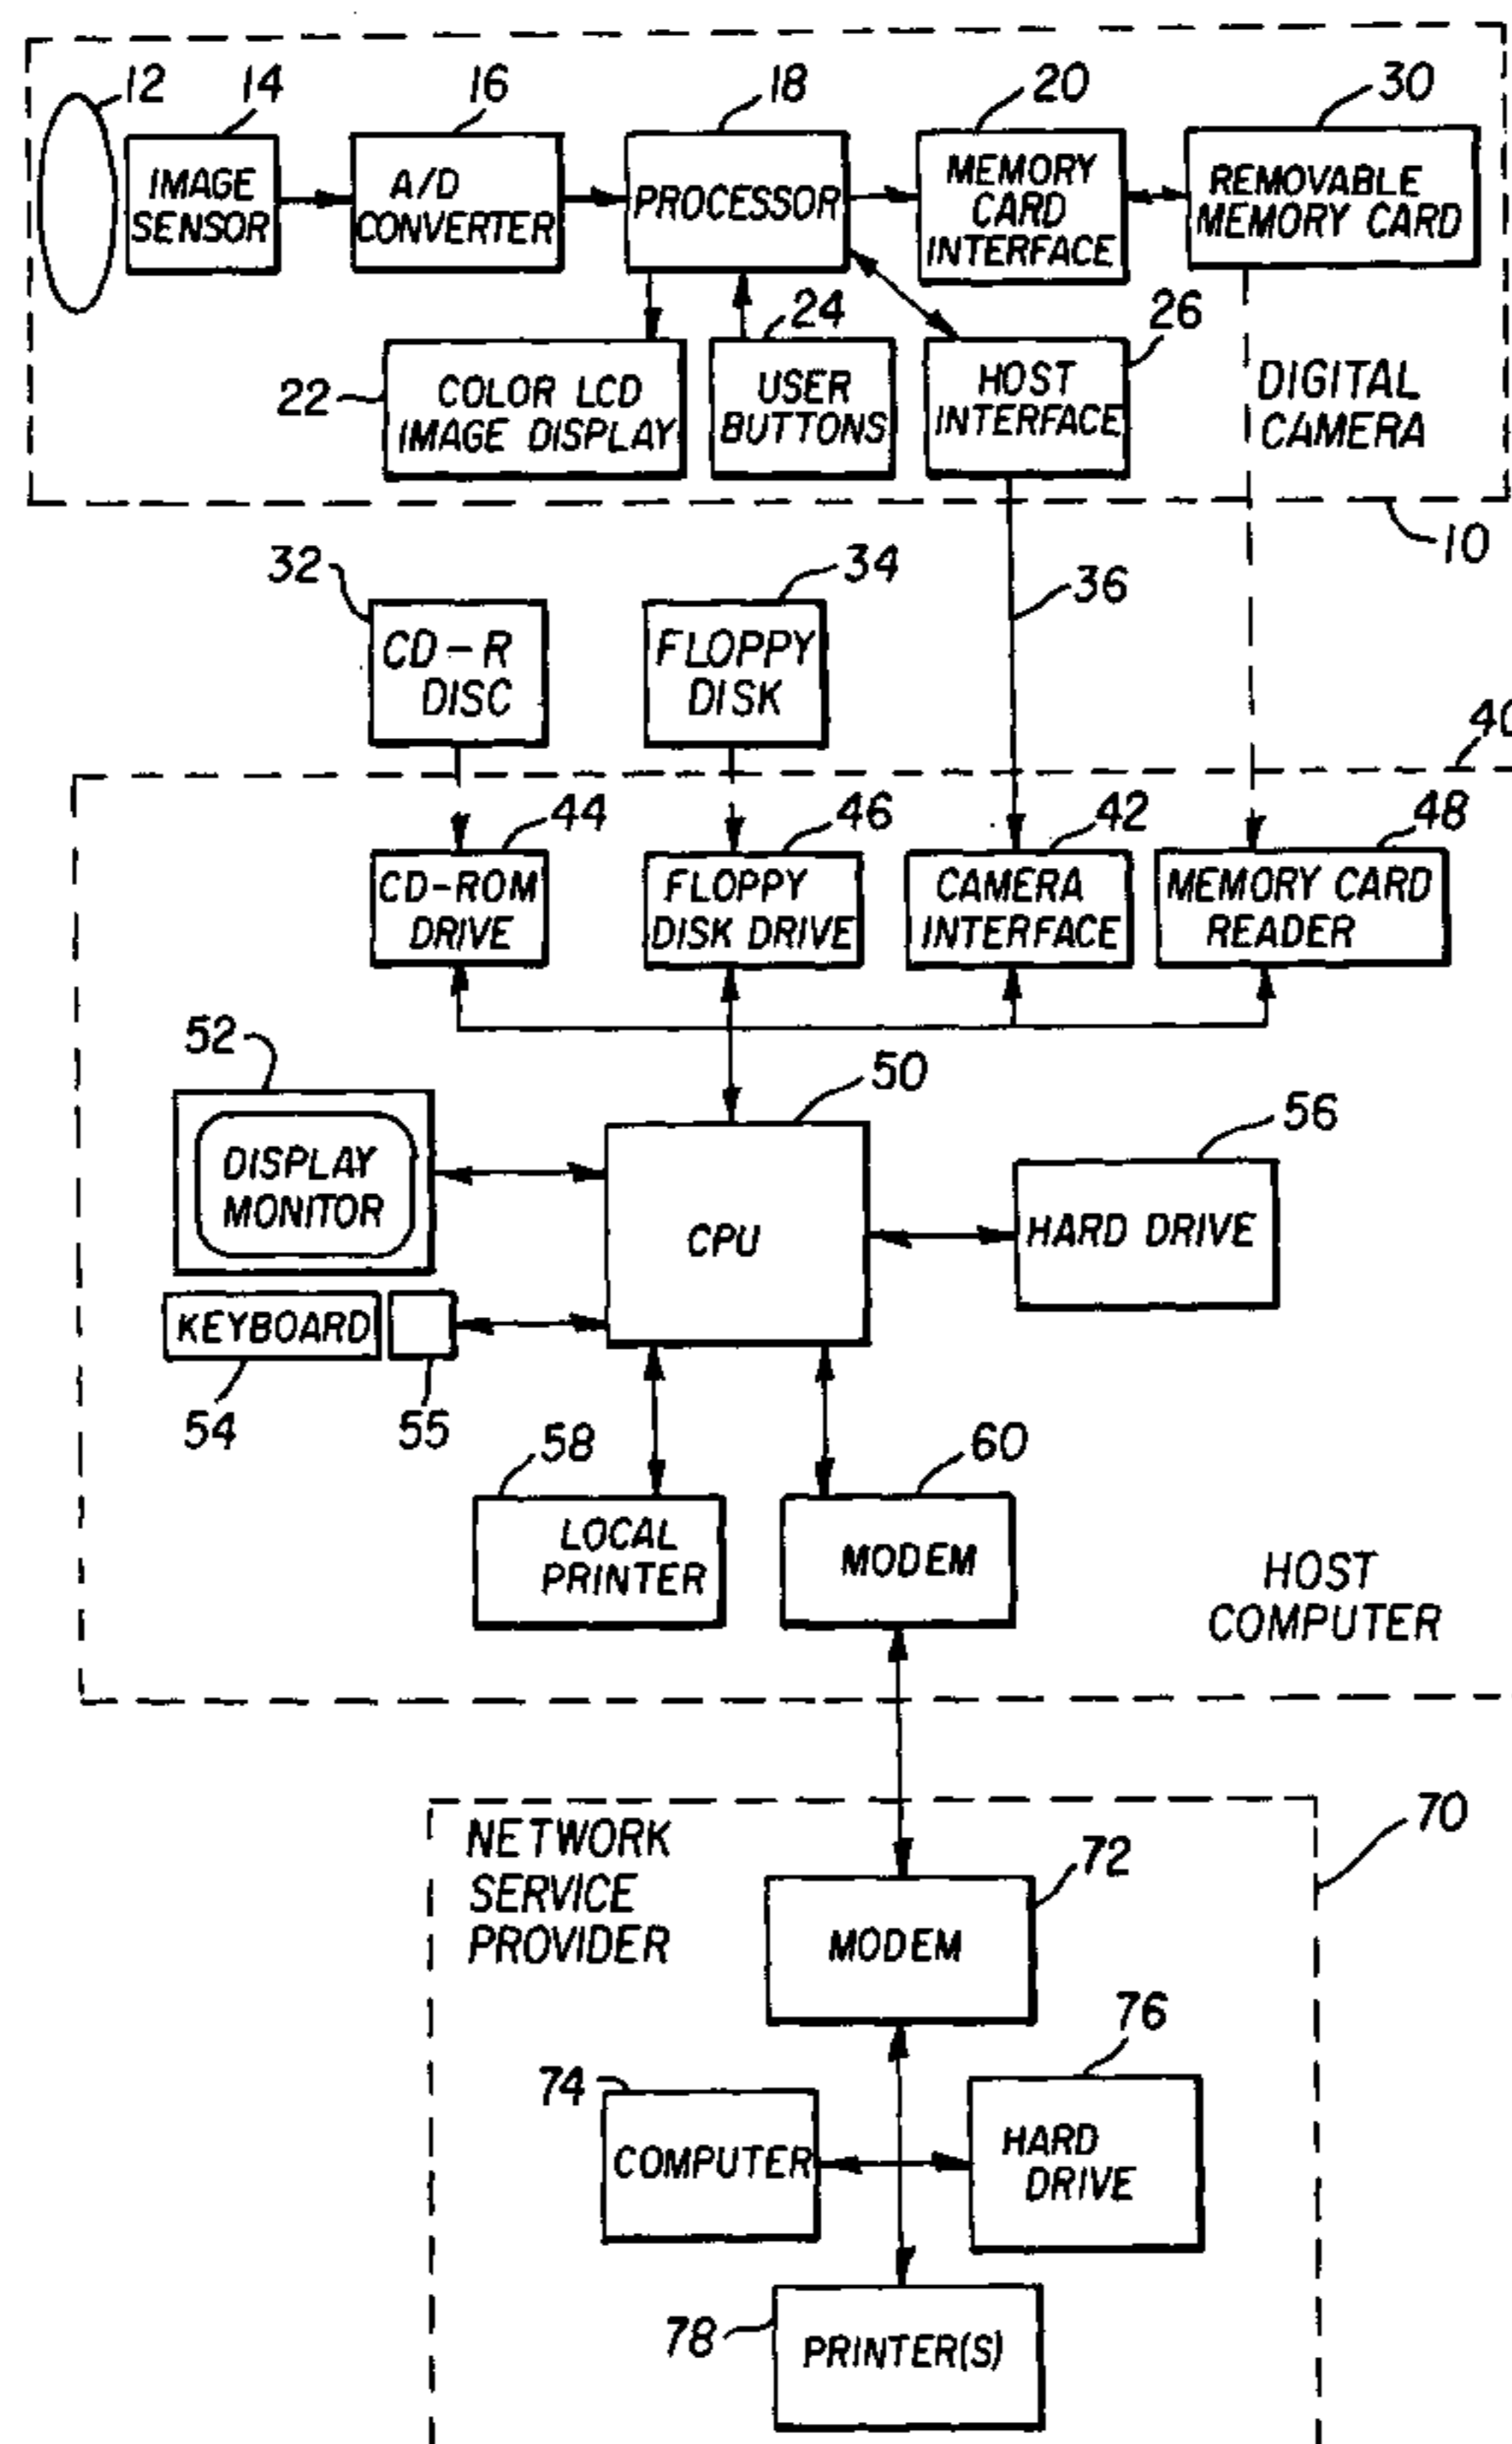 12
14
16
18
20
30
IMAGE
SENSOR
A/D
CONVERTER
PROCESSOR
MEMORY
CARD
INTERFACE
REMOVABLE
MEMORY CARD
22
COLOR LCD
IMAGE DISPLAY
24
USER
BUTTONS
26
HOST
INTERFACE
DIGITAL
CAMERA
10
32
CD-R
DISC
34
FLOPPY
DISK
36
40
44
CD-ROM
DRIVE
46
FLOPPY
DISK DRIVE
42
CAMERA
INTERFACE
48
MEMORY CARD
READER
52
DISPLAY
MONITOR
50
CPU
56
HARD DRIVE
KEYBOARD
54
55
58
LOCAL
PRINTER
60
MODEM
HOST
COMPUTER
NETWORK
SERVICE
PROVIDER
70
72
MODEM
74
COMPUTER
76
HARD
DRIVE
78
PRINTER(S)